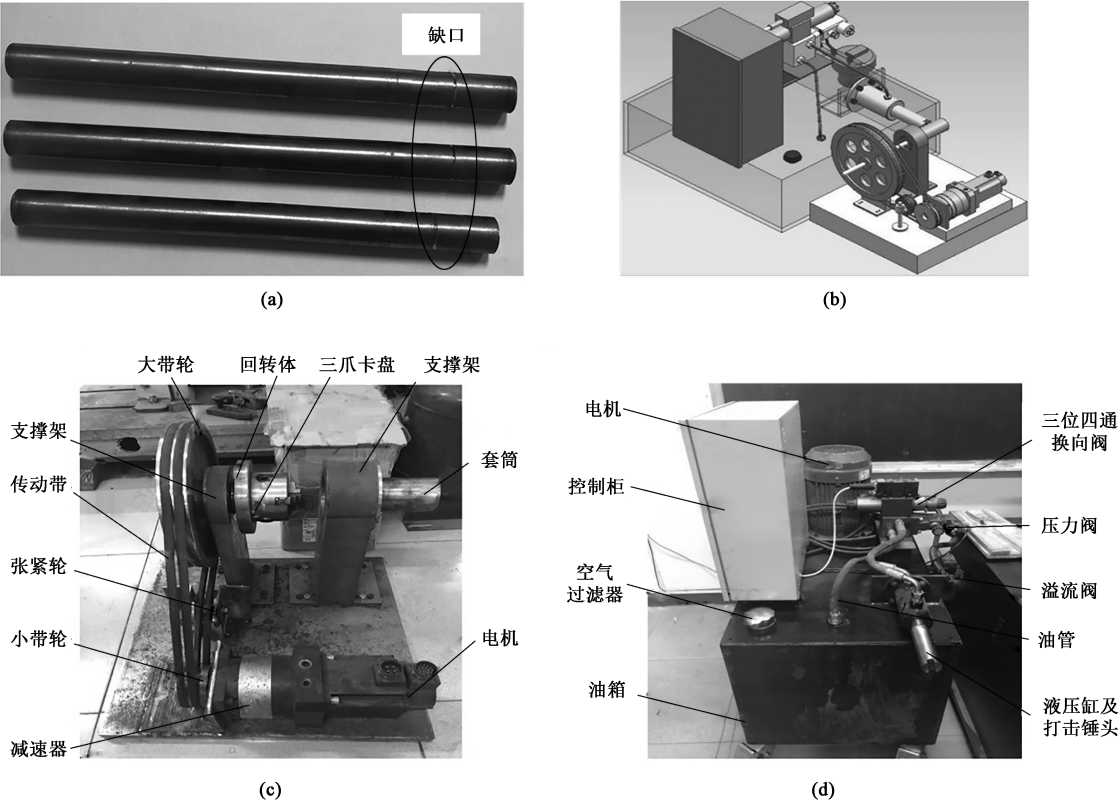 缺口
(a)
(b)
大带轮
回转体
三爪卡盘
支撑架
支撑架
传动带
套筒
张紧轮
小带轮
电机
减速器
(c)
电机
三位四通
换向阀
控制柜
压力阀
空气
过滤器
溢流阀
油管
油箱
液压缸及
打击锤头
(d)